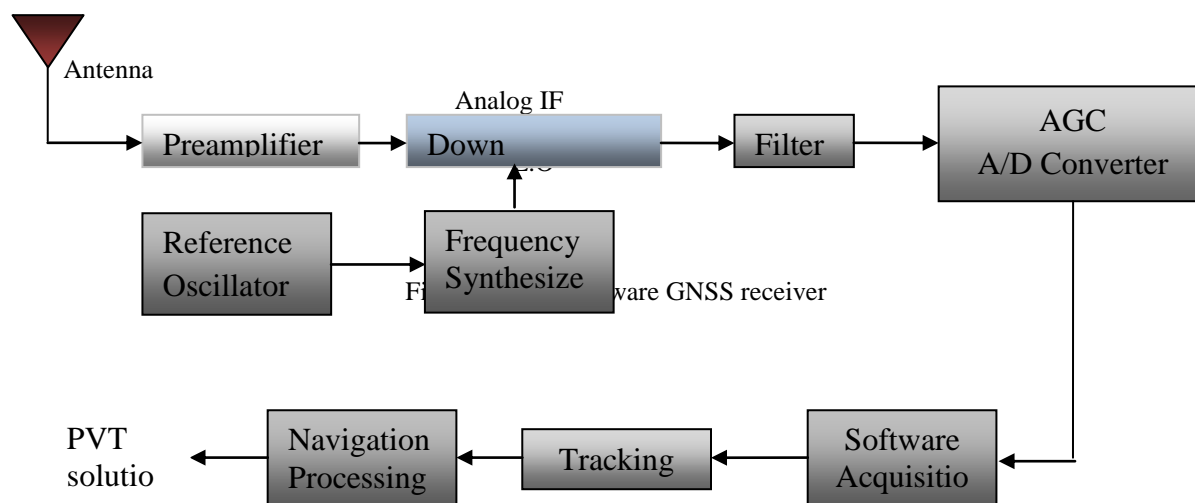 Antenna
Analog IF
Preamplifier
Down
Filter
AGC
A/D Converter
Reference
Oscillator
Frequency
Synthesize
Fi ware GNSS receiver
PVT
solutio
Navigation
Processing
Tracking
Software
Acquisitio